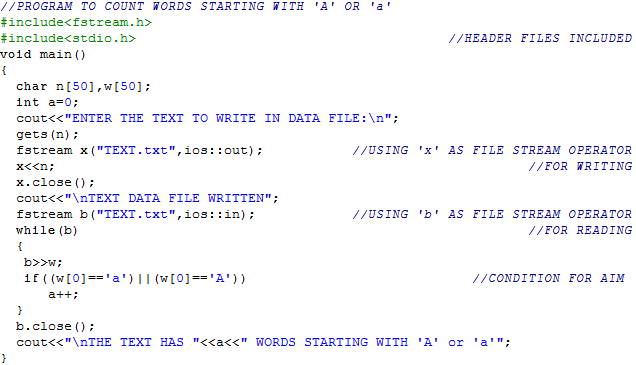 //PROGRAM TO COUNT WORDS STARTING WITH 'A' OR 'a'
#include<fstream.h>
#include<stdio.h> //HEADER FILES INCLUDED
void main()
{
char n[50],w[50];
int a=0;
cout<<"ENTER THE TEXT TO WRITE IN DATA FILE:\n";
gets(n);
fstream x("TEXT.txt",ios::out); //USING 'x' AS FILE STREAM OPERATOR
x<<n; //FOR WRITING
x.close();
cout<<"\nTEXT DATA FILE WRITTEN";
fstream b("TEXT.txt",ios::in); //USING 'b' AS FILE STREAM OPERATOR
while(b) //FOR READING
{
b>>w;
if((w[0]=='a')||(w[0]=='A')) //CONDITION FOR AIM
a++;
}
b.close();
cout<<"\nTHE TEXT HAS "<<a<<" WORDS STARTING WITH 'A' or 'a'";
}